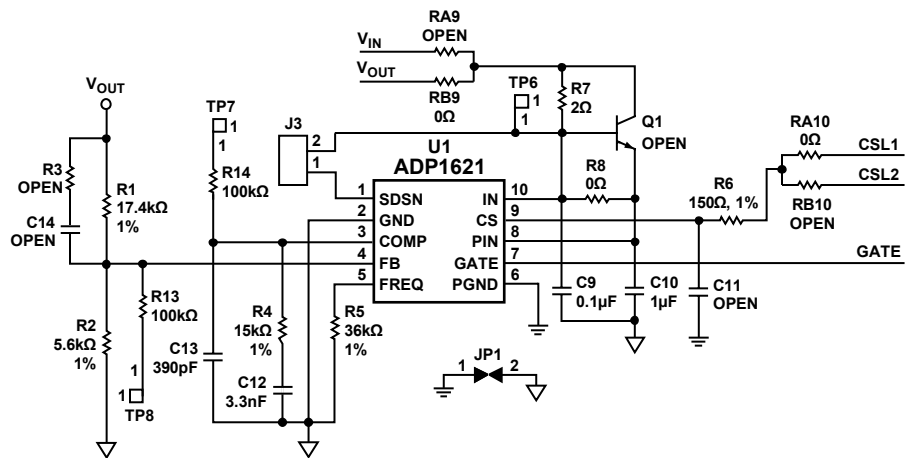 RA9
OPEN
VIN
VOUT
RB9
0Ω
R7
2Ω
TP6
1
1
Q1
OPEN
VOUT
R3
OPEN
C14
OPEN
R1
17.4kΩ
1%
TP7
1
1
R14
100kΩ
J3
2
1
U1
ADP1621
1
SDSN
2
GND
3
COMP
4
FB
5
FREQ
10
IN
9
CS
8
PIN
7
GATE
6
PGND
R8
0Ω
R6
150Ω, 1%
RA10
0Ω
CSL1
CSL2
RB10
OPEN
GATE
C9
0.1µF
C10
1µF
C11
OPEN
R2
5.6kΩ
1%
R13
100kΩ
1
1
TP8
C13
390pF
R4
15kΩ
1%
C12
3.3nF
R5
36kΩ
1%
1
JP1
2